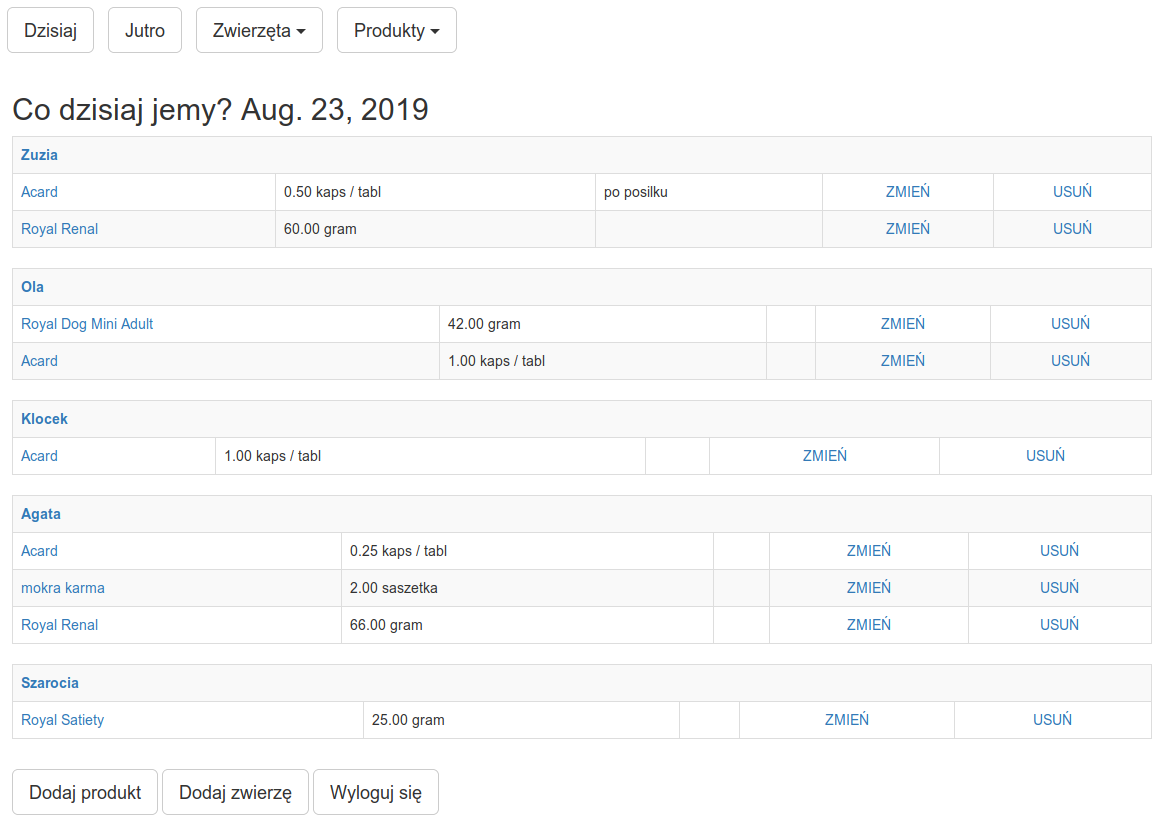 Dzisiaj Jutro Zwierzęta Produkty
Co dzisiaj jemy? Aug. 23, 2019
Zuzia
Acard 0.50 kaps / tabl po posilku ZMIEŃ USUŃ
Royal Renal 60.00 gram ZMIEŃ USUŃ
Ola
Royal Dog Mini Adult 42.00 gram ZMIEŃ USUŃ
Acard 1.00 kaps / tabl ZMIEŃ USUŃ
Klocek
Acard 1.00 kaps / tabl ZMIEŃ USUŃ
Agata
Acard 0.25 kaps / tabl ZMIEŃ USUŃ
mokra karma 2.00 saszetka ZMIEŃ USUŃ
Royal Renal 66.00 gram ZMIEŃ USUŃ
Szarocia
Royal Satiety 25.00 gram ZMIEŃ USUŃ
Dodaj produkt Dodaj zwierzę Wyloguj się